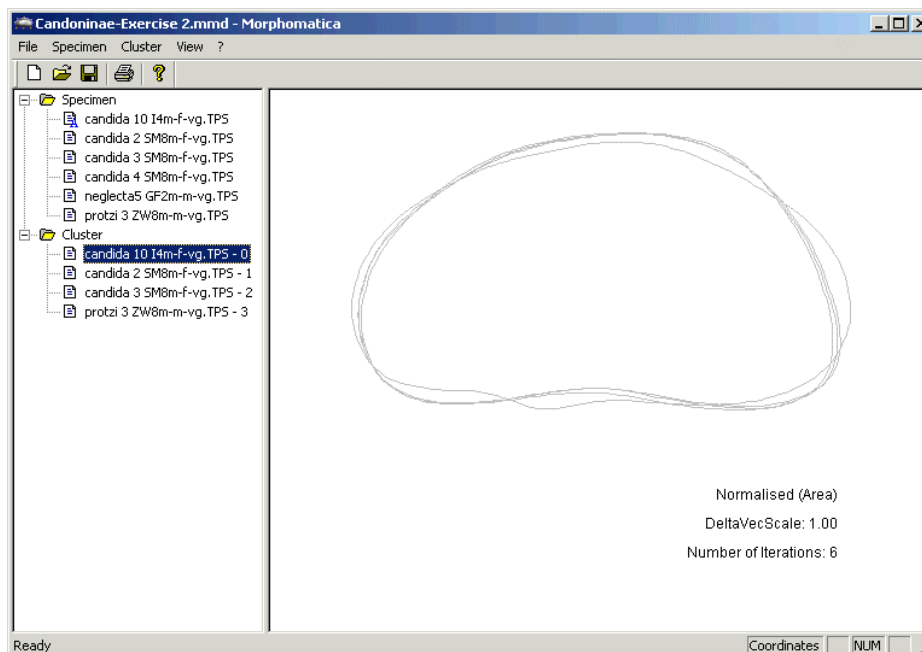 Candoninae-Exercise 2.mmd - Morphomatica
File Specimen Cluster View ?
Specimen
candida 10 I4m-f-vg.TPS
candida 2 SM8m-f-vg.TPS
candida 3 SM8m-f-vg.TPS
candida 4 SM8m-f-vg.TPS
neglecta5 GF2m-m-vg.TPS
protzi 3 ZW8m-m-vg.TPS
Cluster
candida 10 I4m-f-vg.TPS - 0
candida 2 SM8m-f-vg.TPS - 1
candida 3 SM8m-f-vg.TPS - 2
protzi 3 ZW8m-m-vg.TPS - 3
Normalised (Area)
DeltaVecScale: 1.00
Number of Iterations: 6
Ready Coordinates NUM